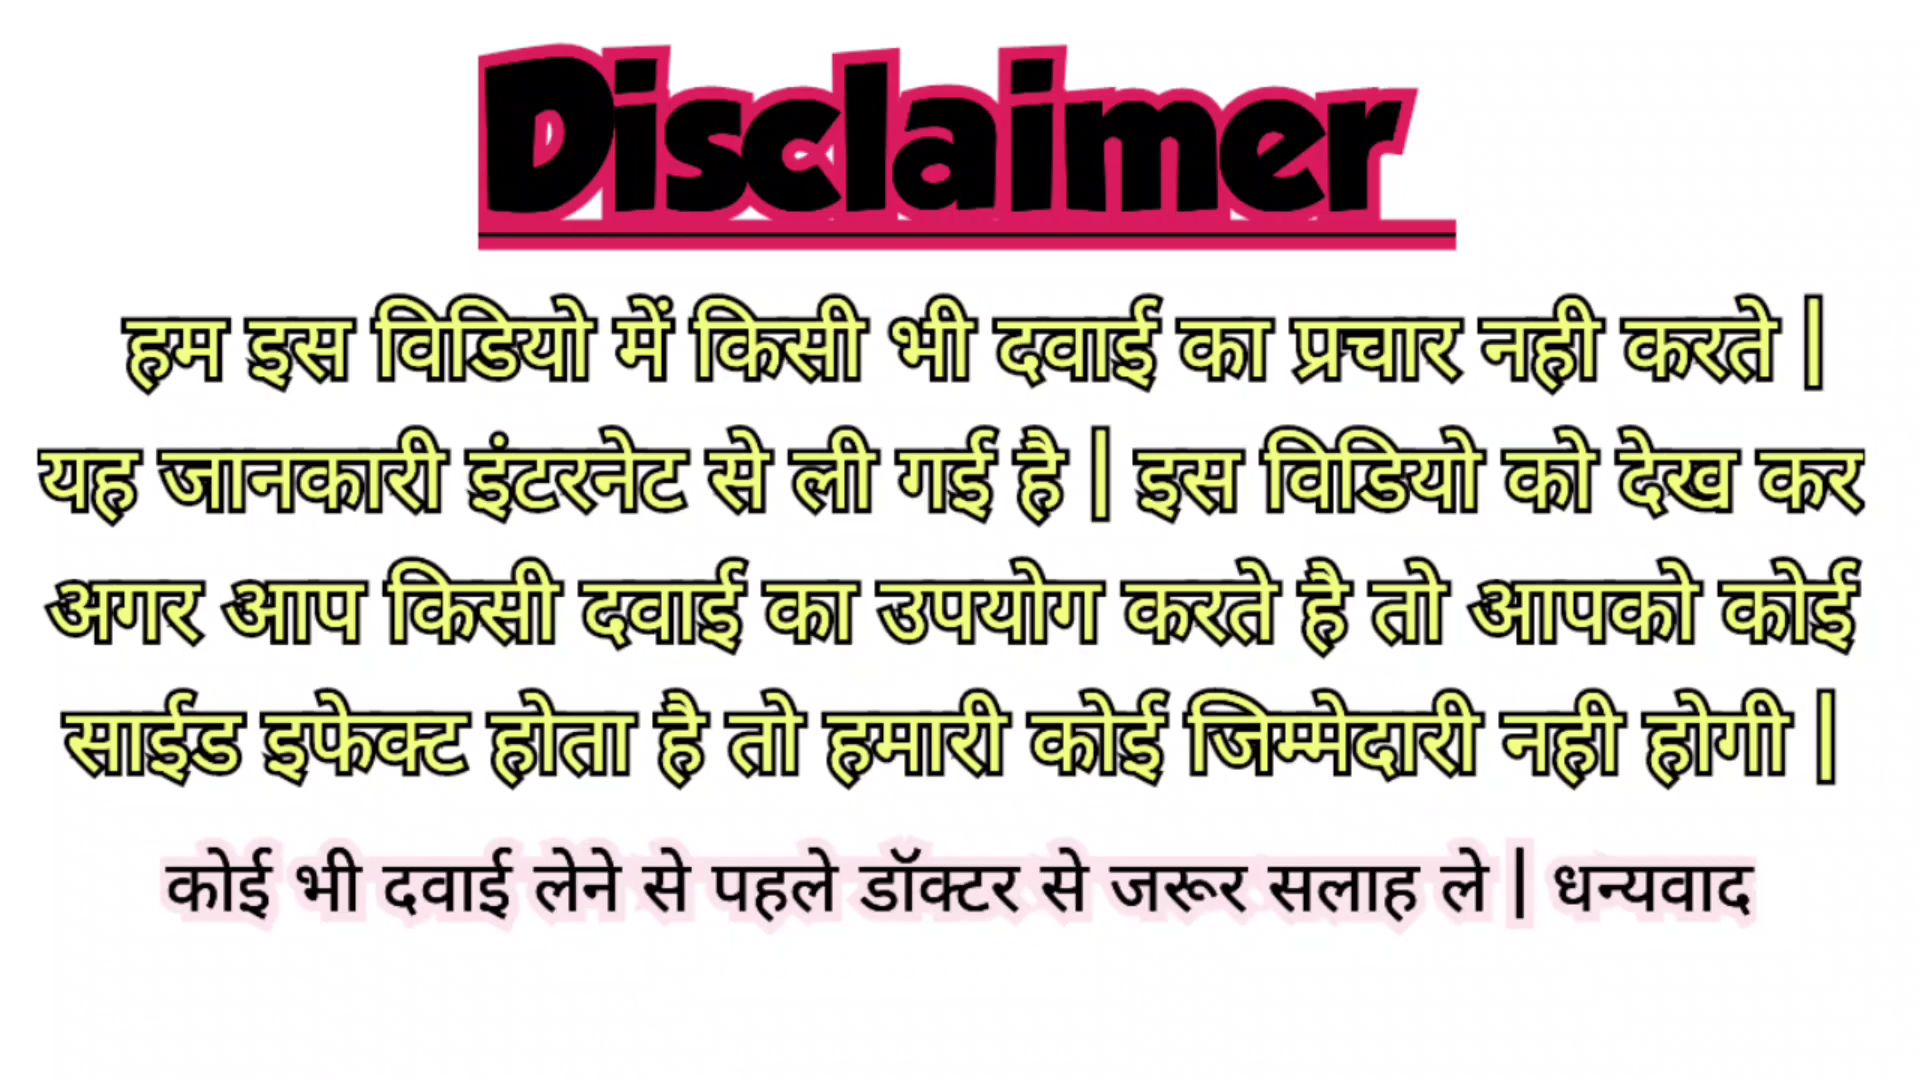 Disclaimer
हम इस विडियो में किसी भी दवाई का प्रचार नही करते |
यह जानकारी इंटरनेट से ली गई है | इस विडियो को देख कर
अगर आप किसी दवाई का उपयोग करते है तो आपको कोई
साईड इफेक्ट होता है तो हमारी कोई जिम्मेदारी नही होगी |
कोई भी दवाई लेने से पहले डॉक्टर से जरूर सलाह ले | धन्यवाद